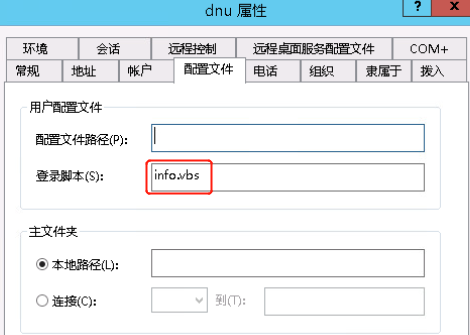 dnu 属性
? x
环境 会话 远程控制 远程桌面服务配置文件 COM+
常规 地址 帐户 配置文件 电话 组织 隶属于 拨入
用户配置文件
配置文件路径(P):
登录脚本(S): info.vbs
主文件夹
本地路径(L):
连接(C): 到(T):